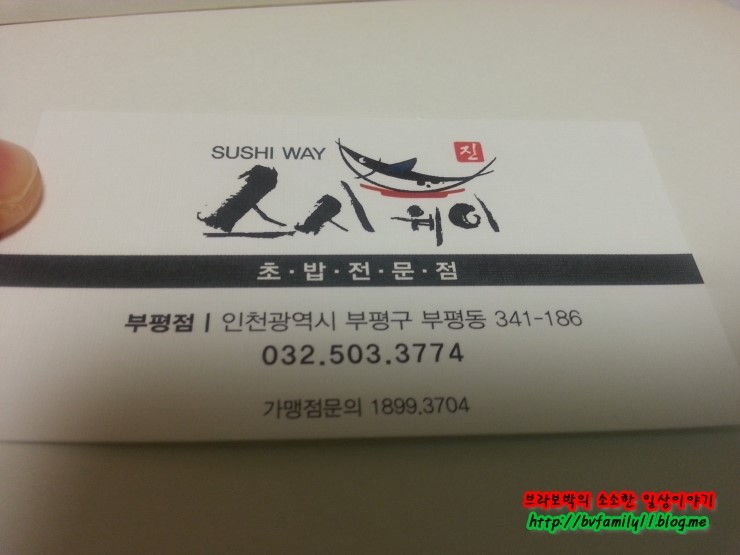 SUSHI WAY
진
스시 웨이
초·밥·전·문·점
부평점 | 인천광역시 부평구 부평동 341-186
032.503.3774
가맹점문의 1899.3704
브라보박의 소소한 일상이야기
http://bvfamily11.blog.me